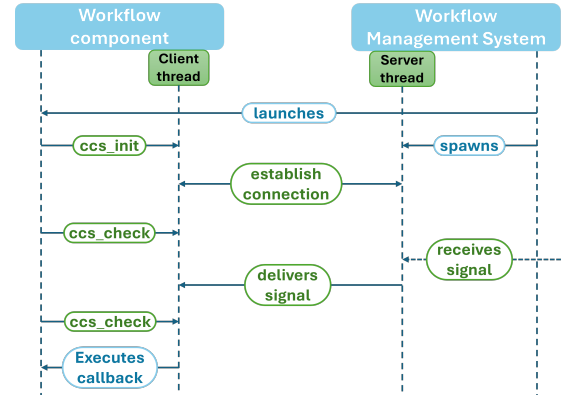 Workflow
component
Workflow
Management System
Client
thread
Server
thread
launches
ccs_init
spawns
establish
connection
ccs_check
receives
signal
delivers
signal
ccs_check
Executes
callback